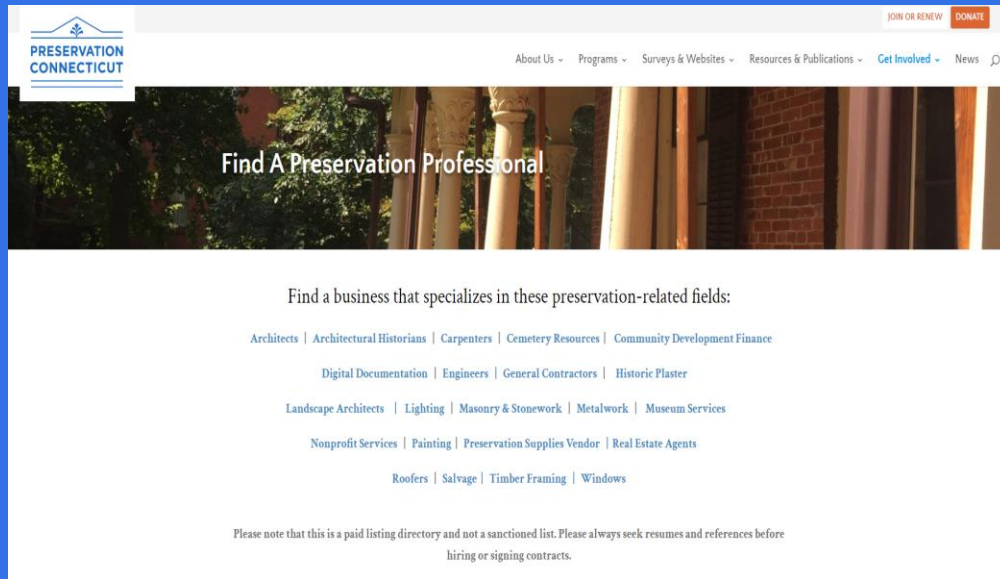 JOIN OR RENEW DONATE
PRESERVATION
CONNECTICUT
About Us Programs Surveys & Websites Resources & Publications Get Involved News
Find A Preservation Professional
Find a business that specializes in these preservation-related fields:
Architects | Architectural Historians | Carpenters | Cemetery Resources | Community Development Finance
Digital Documentation | Engineers | General Contractors | Historic Plaster
Landscape Architects | Lighting | Masonry & Stonework | Metalwork | Museum Services
Nonprofit Services | Painting | Preservation Supplies Vendor | Real Estate Agents
Roofers | Salvage | Timber Framing | Windows
Please note that this is a paid listing directory and not a sanctioned list. Please always seek resumes and references before
hiring or signing contracts.